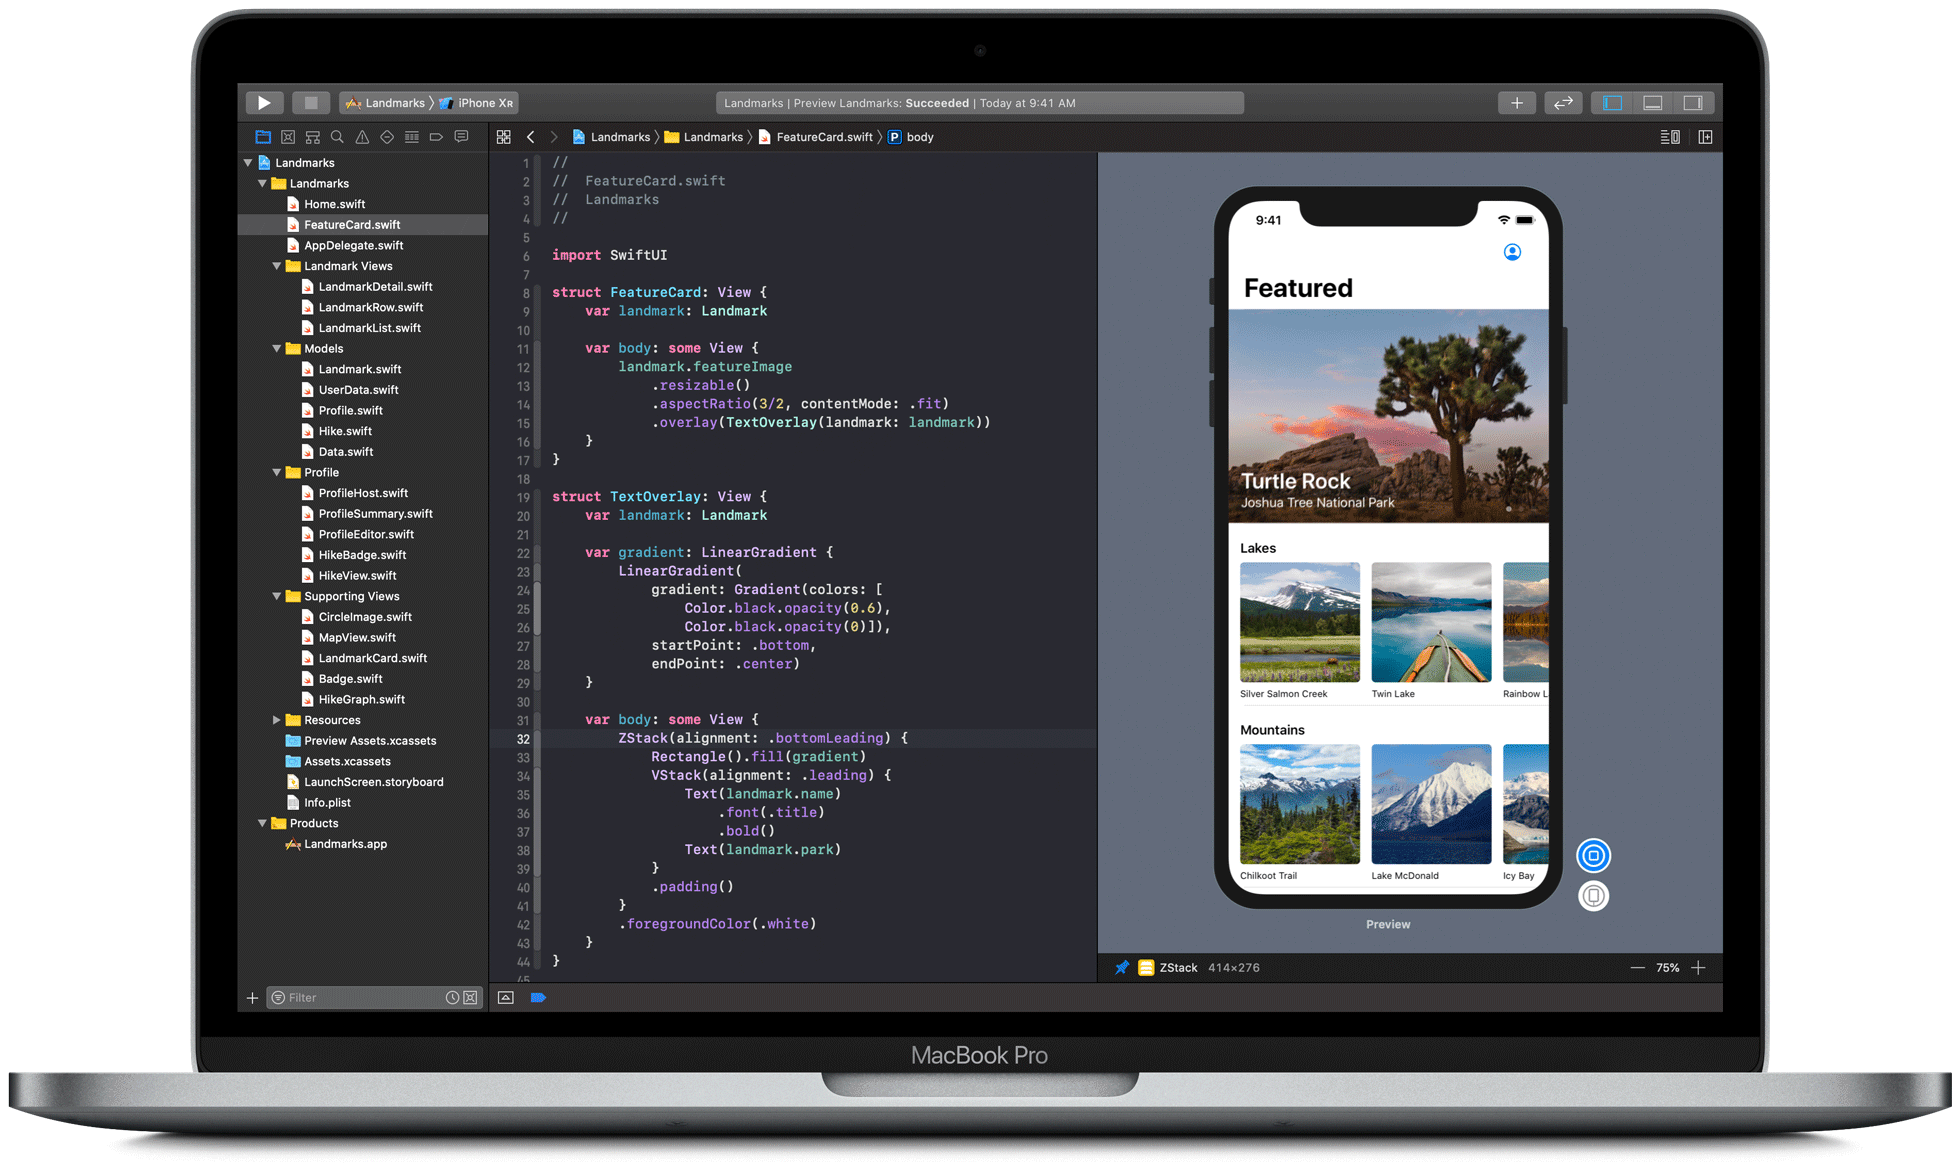 Landmarks 〉 iPhone XR
Landmarks | Preview Landmarks: Succeeded | Today at 9:41 AM
Landmarks 〉 Landmarks 〉 FeatureCard.swift 〉 P body
Landmarks
Landmarks
Home.swift
FeatureCard.swift
AppDelegate.swift
Landmark Views
LandmarkDetail.swift
LandmarkRow.swift
LandmarkList.swift
Models
Landmark.swift
UserData.swift
Profile.swift
Hike.swift
Data.swift
Profile
ProfileHost.swift
ProfileSummary.swift
ProfileEditor.swift
HikeBadge.swift
HikeView.swift
Supporting Views
CircleImage.swift
MapView.swift
LandmarkCard.swift
Badge.swift
HikeGraph.swift
Resources
Preview Assets.xcassets
Assets.xcassets
LaunchScreen.storyboard
Info.plist
Products
Landmarks.app
Filter
1 //
2 //  FeatureCard.swift
3 //  Landmarks
4 //
5
6 import SwiftUI
7
8 struct FeatureCard: View {
9     var landmark: Landmark
10
11     var body: some View {
12         landmark.featureImage
13             .resizable()
14             .aspectRatio(3/2, contentMode: .fit)
15             .overlay(TextOverlay(landmark: landmark))
16     }
17 }
18
19 struct TextOverlay: View {
20     var landmark: Landmark
21
22     var gradient: LinearGradient {
23         LinearGradient(
24             gradient: Gradient(colors: [
25                 Color.black.opacity(0.6),
26                 Color.black.opacity(0)]),
27             startPoint: .bottom,
28             endPoint: .center)
29     }
30
31     var body: some View {
32         ZStack(alignment: .bottomLeading) {
33             Rectangle().fill(gradient)
34             VStack(alignment: .leading) {
35                 Text(landmark.name)
36                     .font(.title)
37                     .bold()
38                 Text(landmark.park)
39             }
40             .padding()
41         }
42         .foregroundColor(.white)
43     }
44 }
45
9:41
Featured
Turtle Rock
Joshua Tree National Park
Lakes
Silver Salmon Creek
Twin Lake
Rainbow L
Mountains
Chilkoot Trail
Lake McDonald
Icy Bay
Preview
ZStack 414×276
75%
MacBook Pro